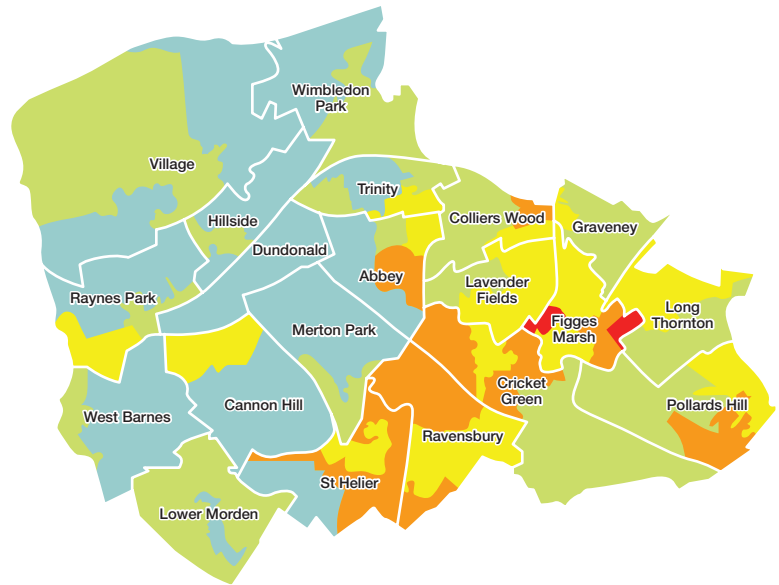 Wimbledon
Park
Village
Trinity
Hillside
Colliers Wood
Graveney
Dundonald
Abbey
Lavender
Fields
Raynes Park
Long
Thornton
Figges
Marsh
Merton Park
Cricket
Green
Pollards Hill
Cannon Hill
West Barnes
Ravensbury
St Helier
Lower Morden